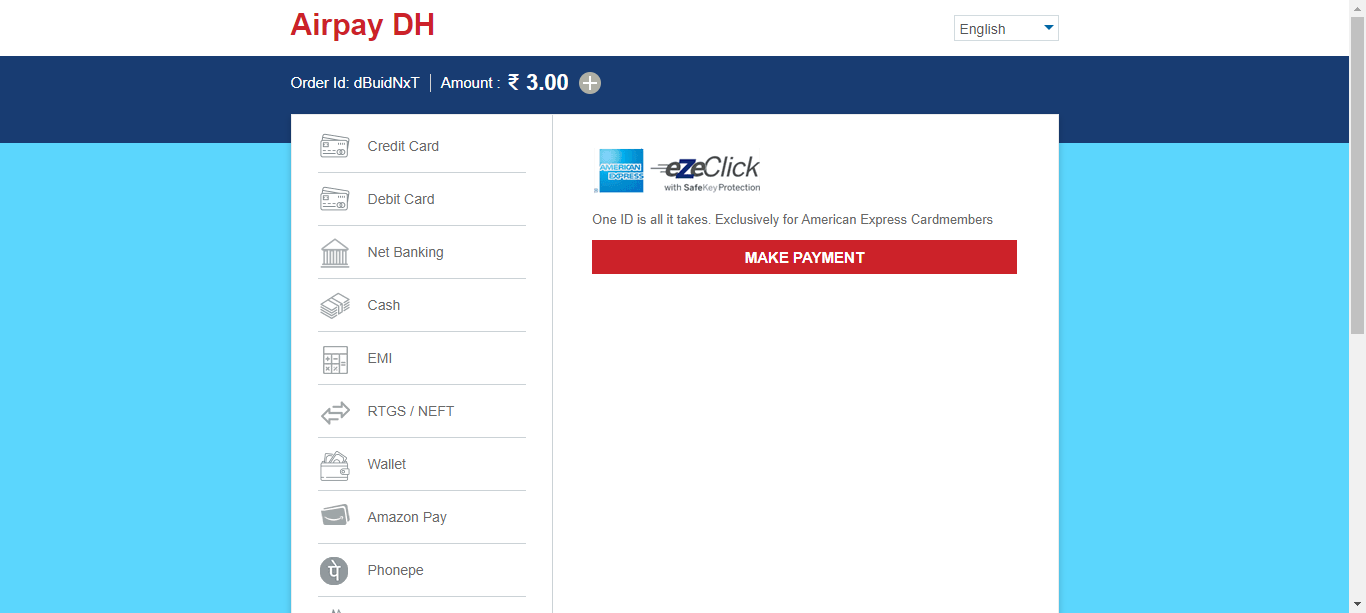 Airpay DH
English
Order Id: dBuidNxT | Amount : ₹ 3.00
Credit Card
Debit Card
Net Banking
Cash
EMI
RTGS / NEFT
Wallet
Amazon Pay
पे Phonepe
AMERICAN EXPRESS
ezeClick
with SafeKey Protection
One ID is all it takes. Exclusively for American Express Cardmembers
MAKE PAYMENT